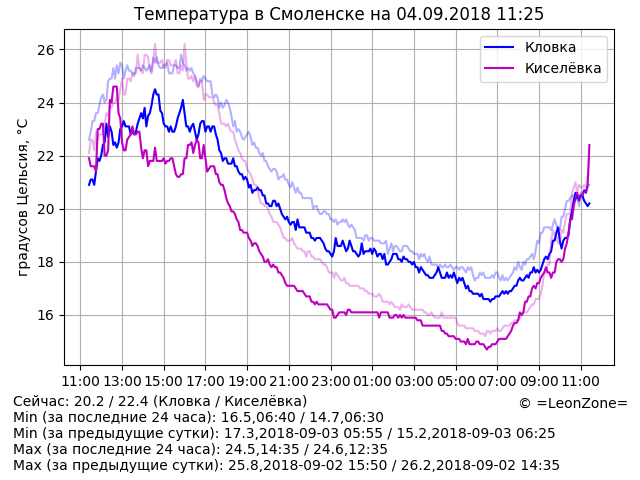 Температура в Смоленске на 04.09.2018 11:25
Кловка
Киселёвка
градусов Цельсия, °C
26
24
22
20
18
16
11:00 13:00 15:00 17:00 19:00 21:00 23:00 01:00 03:00 05:00 07:00 09:00 11:00
Сейчас: 20.2 / 22.4 (Кловка / Киселёвка)
© =LeonZone=
Min (за последние 24 часа): 16.5,06:40 / 14.7,06:30
Min (за предыдущие сутки): 17.3,2018-09-03 05:55 / 15.2,2018-09-03 06:25
Max (за последние 24 часа): 24.5,14:35 / 24.6,12:35
Max (за предыдущие сутки): 25.8,2018-09-02 15:50 / 26.2,2018-09-02 14:35